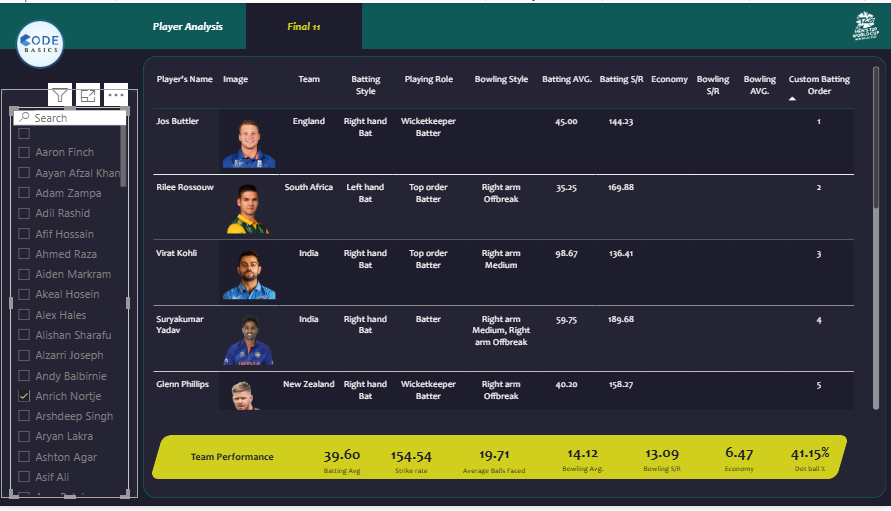 Player Analysis
Final 11
CODE
BASICS
MEN'S T20
WORLD CUP
Search
Aaron Finch
Aayan Afzal Khan
Adam Zampa
Adil Rashid
Afif Hossain
Ahmed Raza
Aiden Markram
Akeal Hosein
Alex Hales
Alishan Sharafu
Alzarri Joseph
Andy Balbirnie
Anrich Nortje
Arshdeep Singh
Aryan Lakra
Ashton Agar
Asif Ali
Player's Name Image Team Batting Style Playing Role Bowling Style Batting AVG. Batting S/R Economy Bowling S/R Bowling AVG. Custom Batting Order
Jos Buttler England Right hand Bat Wicketkeeper Batter 45.00 144.23 1
Rilee Rossouw South Africa Left hand Bat Top order Batter Right arm Offbreak 35.25 169.88 2
Virat Kohli India Right hand Bat Top order Batter Right arm Medium 98.67 136.41 3
Suryakumar Yadav India Right hand Bat Batter Right arm Medium, Right arm Offbreak 59.75 189.68 4
Glenn Phillips New Zealand Right hand Bat Wicketkeeper Batter Right arm Offbreak 40.20 158.27 5
Team Performance
39.60 154.54 19.71 14.12 13.09 6.47 41.15%
Batting Avg Strike rate Average Balls Faced Bowling Avg. Bowling S/R Economy Dot ball %